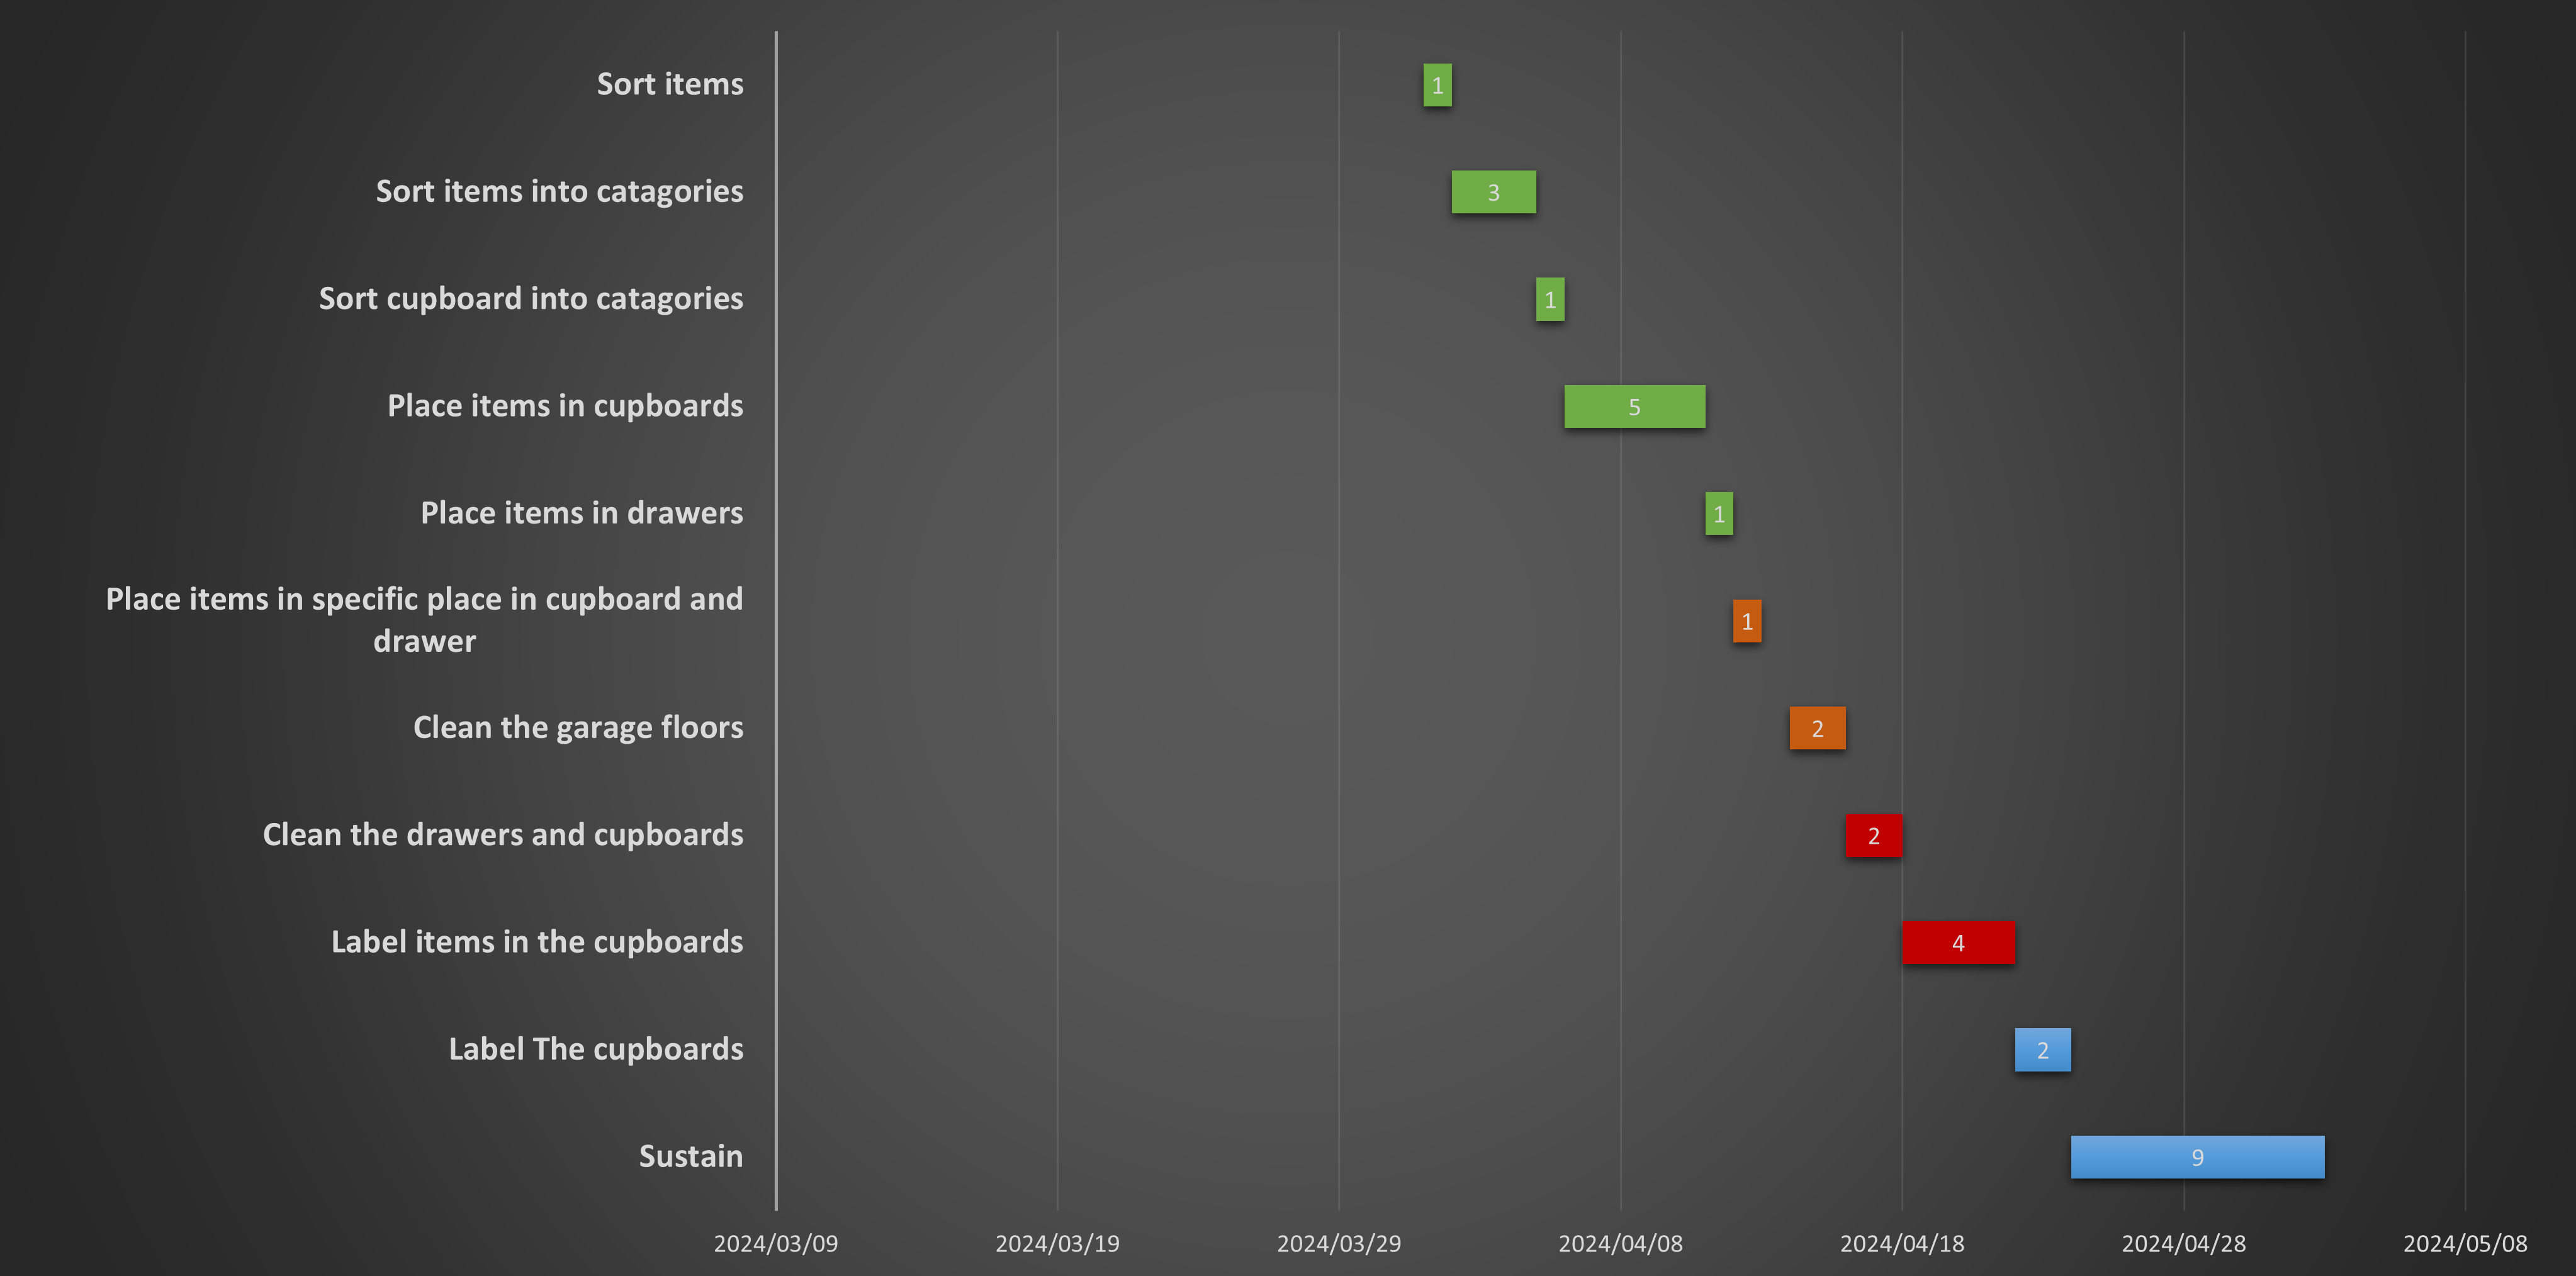 Sort items
1
Sort items into catagories
3
Sort cupboard into catagories
1
Place items in cupboards
5
Place items in drawers
1
Place items in specific place in cupboard and
drawer
1
Clean the garage floors
2
Clean the drawers and cupboards
2
Label items in the cupboards
4
Label The cupboards
2
Sustain
9
2024/03/09 2024/03/19 2024/03/29 2024/04/08 2024/04/18 2024/04/28 2024/05/08